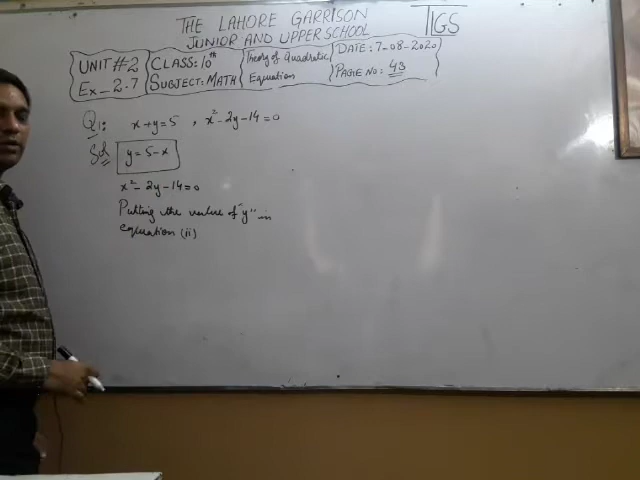 THE LAHORE GARRISON
JUNIOR AND UPPER SCHOOL
TLGS
UNIT #2
Ex_ 2.7
CLASS: 10th
SUBJECT: MATH
Theory of Quadratic
Equations
DATE: 7-08-2020
PAGE NO: 43
Q1: x+y=5 , x²-2y-14=0
Sol y=5-x
x²-2y-14=0
Putting the value of "y" in
equation (ii)